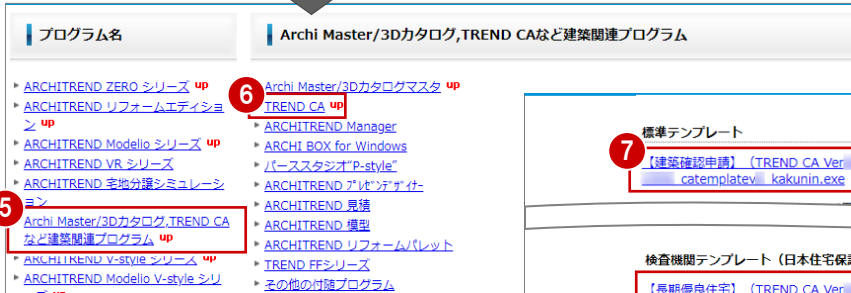 プログラム名
Archi Master/3Dカタログ,TREND CAなど建築関連プログラム
ARCHITREND ZERO シリーズ up
ARCHITREND リフォームエディショ
ン up
ARCHITREND Modelio シリーズ up
ARCHITREND VR シリーズ
ARCHITREND 宅地分譲シミュレーシ
ョン
5
Archi Master/3Dカタログ,TREND CA
など建築関連プログラム up
ARCHITREND V-style シリーズ up
ARCHITREND Modelio V-style シリ
up
Archi Master/3Dカタログマスタ up
6
TREND CA up
ARCHITREND Manager
ARCHI BOX for Windows
パーススタジオ"P-style"
ARCHITREND プレゼンデザイナー
ARCHITREND 見積
ARCHITREND 模型
ARCHITREND リフォームパレット
TREND FFシリーズ
その他の付随プログラム
標準テンプレート
7
【建築確認申請】（TREND CA Ver
catemplatev kakunin.exe
検査機関テンプレート（日本住宅保
【長期優良住宅】（TREND CA Ver